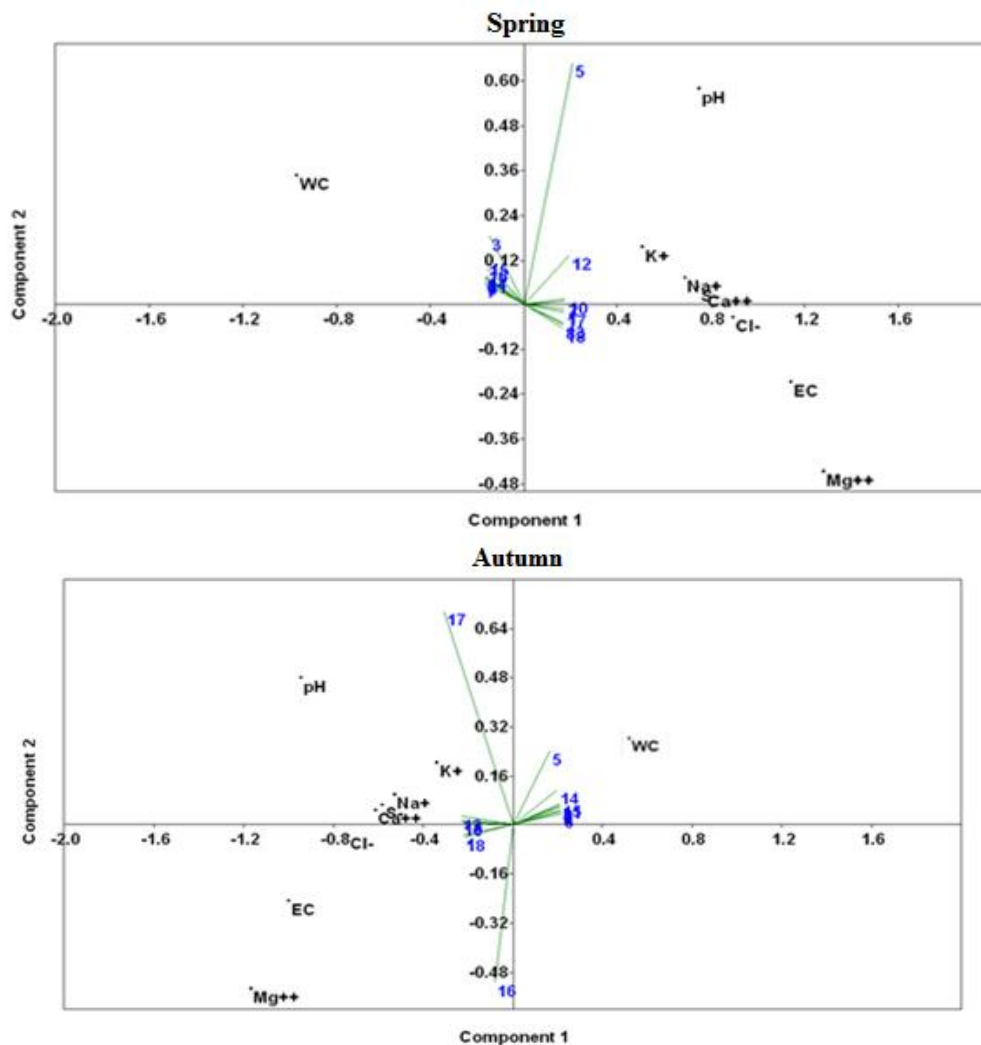 Spring
0.60
5
pH
0.48
0.36
WC
0.24
3
0.12
12
K+
Na+
Ca++
-2.0 -1.6 -1.2 -0.8 -0.4 0.4 0.8 1.2 1.6
Cl-
17
-0.12
18
-0.24
EC
-0.36
-0.48
Mg++
Component 2
Component 1
Autumn
0.64
17
0.48
pH
0.32
WC
5
0.16
K+
14
Na+
Ca++
-2.0 -1.6 -1.2 -0.8 -0.4 0.4 0.8 1.2 1.6
Cl-
18
-0.16
EC
-0.32
-0.48
Mg++
16
Component 2
Component 1